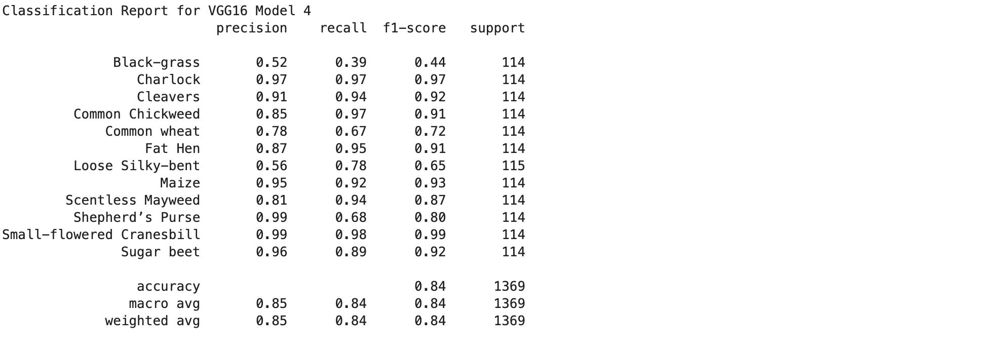 Classification Report for VGG16 Model 4
precision recall f1-score support
Black-grass 0.52 0.39 0.44 114
Charlock 0.97 0.97 0.97 114
Cleavers 0.91 0.94 0.92 114
Common Chickweed 0.85 0.97 0.91 114
Common wheat 0.78 0.67 0.72 114
Fat Hen 0.87 0.95 0.91 114
Loose Silky-bent 0.56 0.78 0.65 115
Maize 0.95 0.92 0.93 114
Scentless Mayweed 0.81 0.94 0.87 114
Shepherd’s Purse 0.99 0.68 0.80 114
Small-flowered Cranesbill 0.99 0.98 0.99 114
Sugar beet 0.96 0.89 0.92 114
accuracy 0.84 1369
macro avg 0.85 0.84 0.84 1369
weighted avg 0.85 0.84 0.84 1369